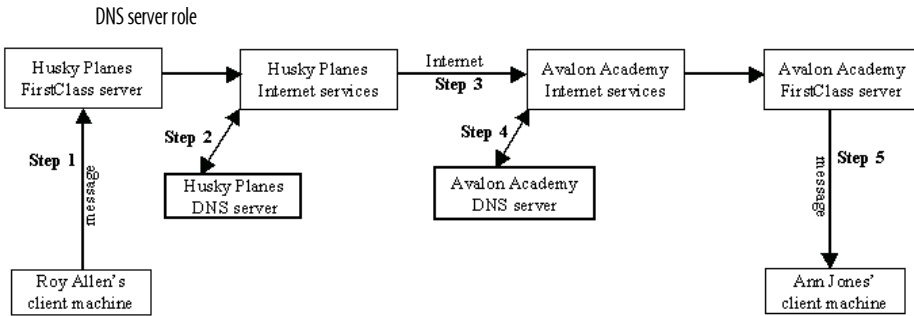 DNS server role
Husky Planes
FirstClass server
Husky Planes
Internet services
Internet
Step 3
Avalon Academy
Internet services
Avalon Academy
FirstClass server
Step 1
message
Step 2
Husky Planes
DNS server
Step 4
Avalon Academy
DNS server
message
Step 5
Roy Allen's
client machine
Ann Jones'
client machine